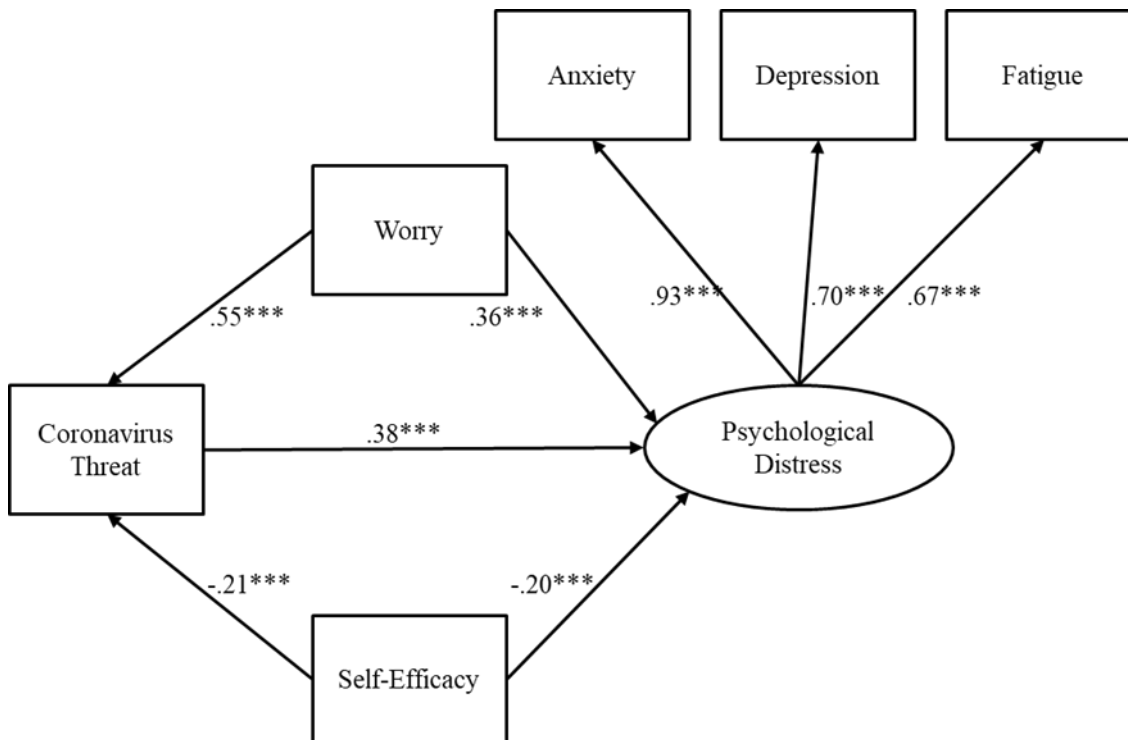 Anxiety
Depression
Fatigue
Worry
.93***
.70***
.67***
.55***
.36***
Coronavirus
Threat
.38***
Psychological
Distress
-.21***
-.20***
Self-Efficacy